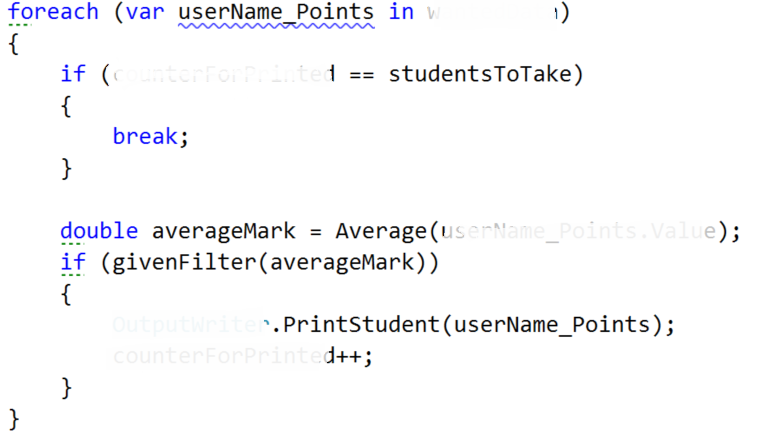 foreach (var userName_Points in )
{
if (counterForPrinted == studentsToTake)
{
break;
}
double averageMark = Average(userName_Points.Value);
if (givenFilter(averageMark))
{
OutputWriter.PrintStudent(userName_Points);
counterForPrinted++;
}
}